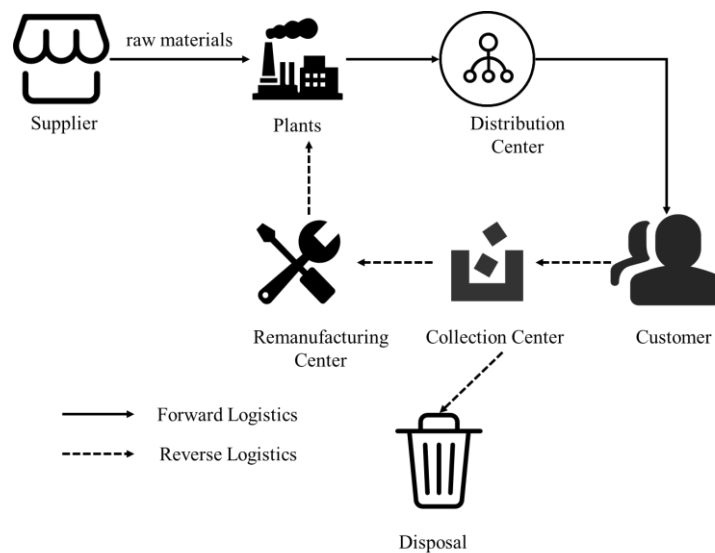 raw materials
Supplier
Plants
Distribution
Center
Remanufacturing
Center
Collection Center
Customer
Forward Logistics
Reverse Logistics
Disposal